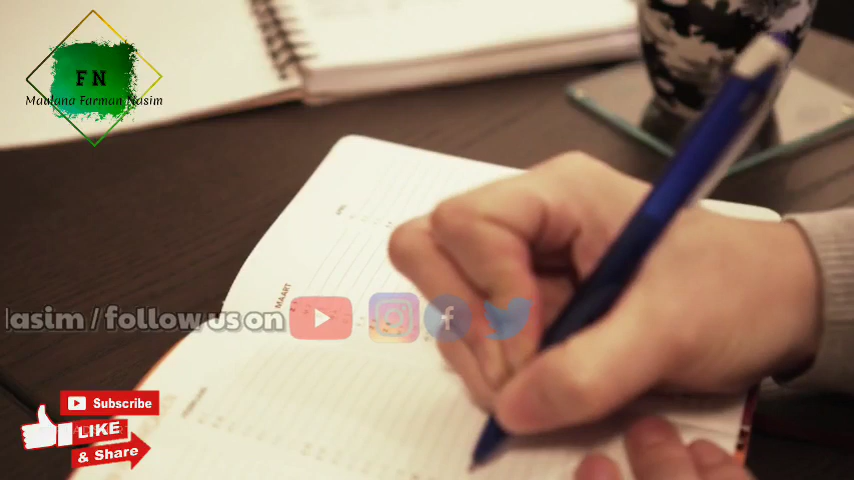 F N
Maulana Farman Nasim
MAART
asim / follow us on
Subscribe
LIKE
& Share